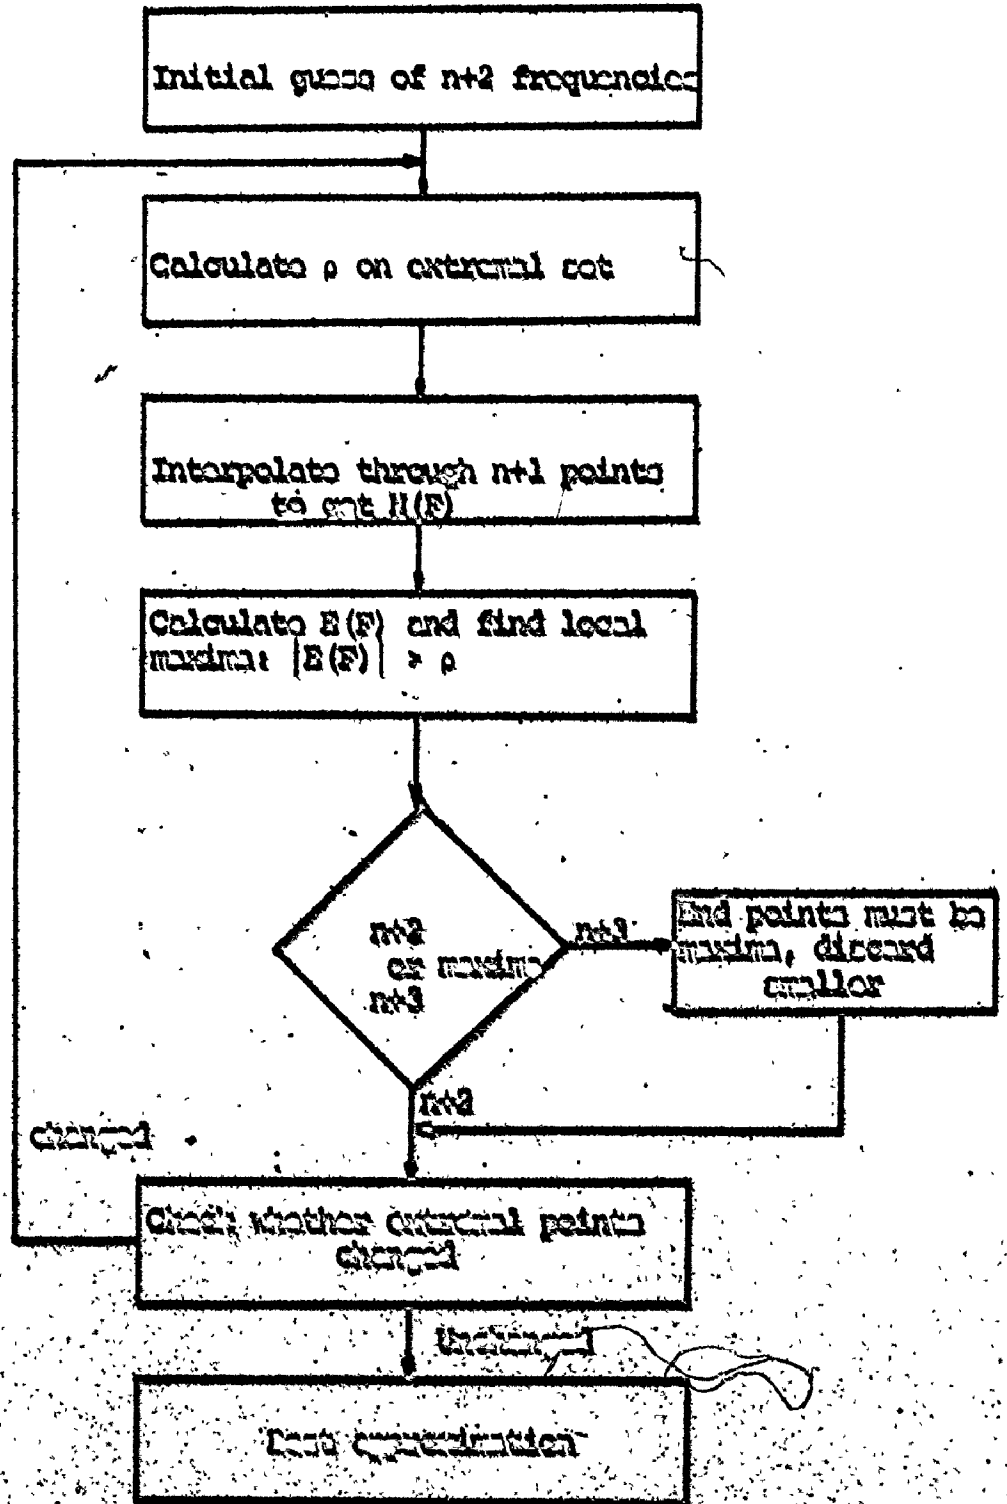 Initial guess of n+2 frequencies
Calculate ρ on extremal set
Interpolate through n+1 points
to get H(F)
Calculate E(F) and find local
maxima: |E(F)| > ρ
n+2
or maxima
n+3
n+3
End points must be
maxima, discard
smaller
n+2
changed
Check whether extremal points
changed
Unchanged
Best approximation